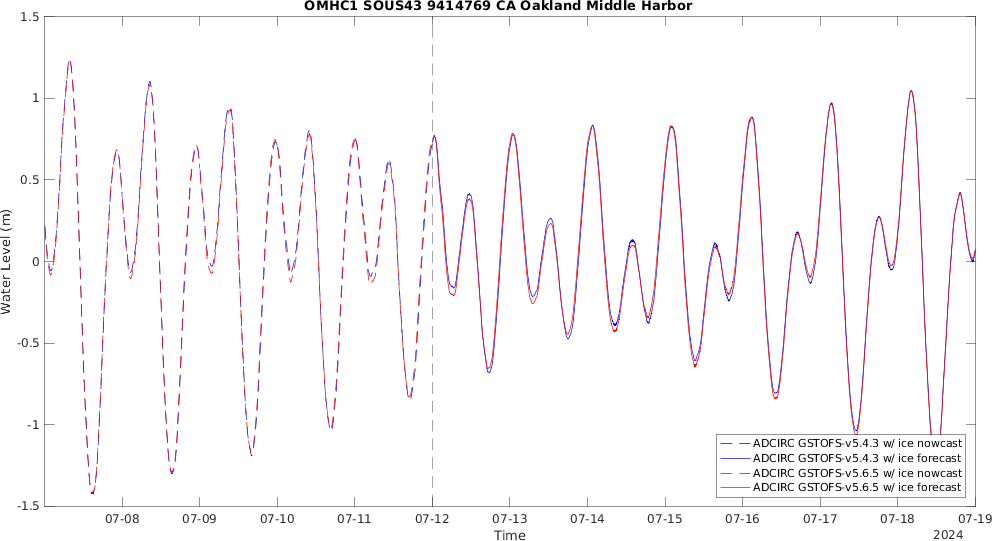 OMHC1 SOUS43 9414769 CA Oakland Middle Harbor
1.5
1
0.5
0
-0.5
-1
-1.5
Water Level (m)
07-08 07-09 07-10 07-11 07-12 07-13 07-14 07-15 07-16 07-17 07-18 07-19
Time
2024
ADCIRC GSTOFS-v5.4.3 w/ ice nowcast
ADCIRC GSTOFS-v5.4.3 w/ ice forecast
ADCIRC GSTOFS-v5.6.5 w/ ice nowcast
ADCIRC GSTOFS-v5.6.5 w/ ice forecast